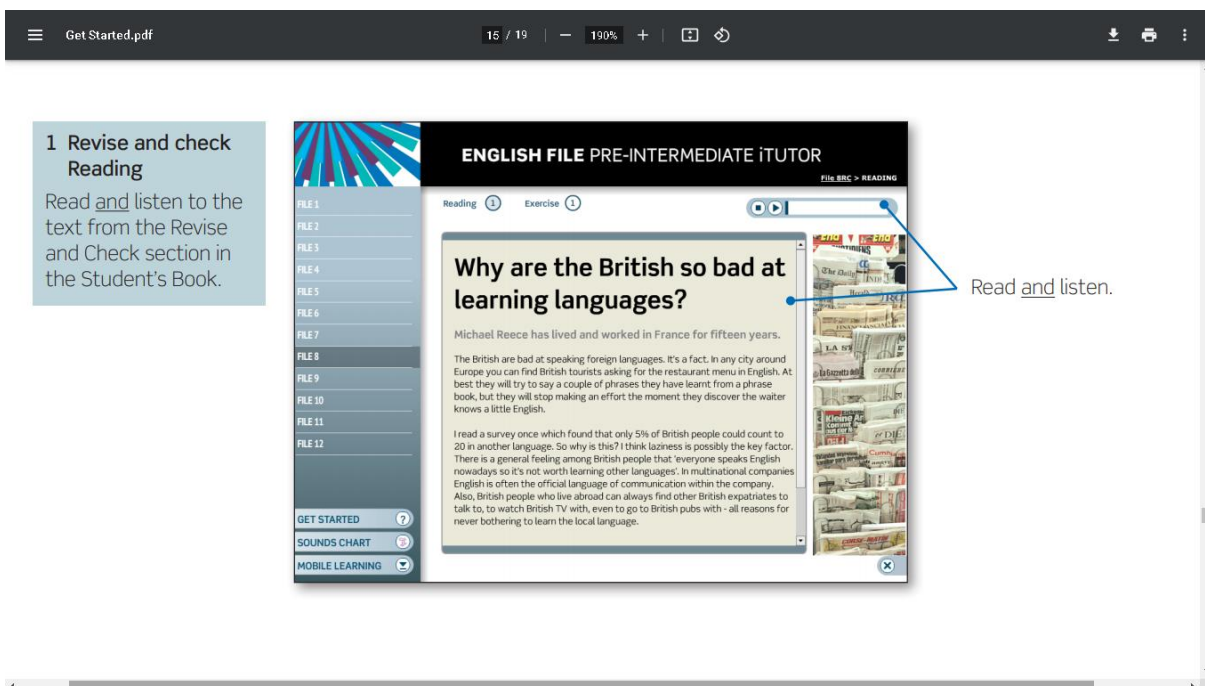 Get Started.pdf
15 / 19
190%
1 Revise and check
Reading
Read and listen to the
text from the Revise
and Check section in
the Student's Book.
ENGLISH FILE PRE-INTERMEDIATE iTUTOR
File 8RC > READING
FILE 1
FILE 2
FILE 3
FILE 4
FILE 5
FILE 6
FILE 7
FILE 8
FILE 9
FILE 10
FILE 11
FILE 12
GET STARTED ?
SOUNDS CHART
MOBILE LEARNING
Reading 1 Exercise 1
Why are the British so bad at
learning languages?
Michael Reece has lived and worked in France for fifteen years.
The British are bad at speaking foreign languages. It's a fact. In any city around
Europe you can find British tourists asking for the restaurant menu in English. At
best they will try to say a couple of phrases they have learnt from a phrase
book, but they will stop making an effort the moment they discover the waiter
knows a little English.
I read a survey once which found that only 5% of British people could count to
20 in another language. So why is this? I think laziness is possibly the key factor.
There is a general feeling among British people that 'everyone speaks English
nowadays so it's not worth learning other languages'. In multinational companies
English is often the official language of communication within the company.
Also, British people who live abroad can always find other British expatriates to
talk to, to watch British TV with, even to go to British pubs with - all reasons for
never bothering to learn the local language.
Read and listen.